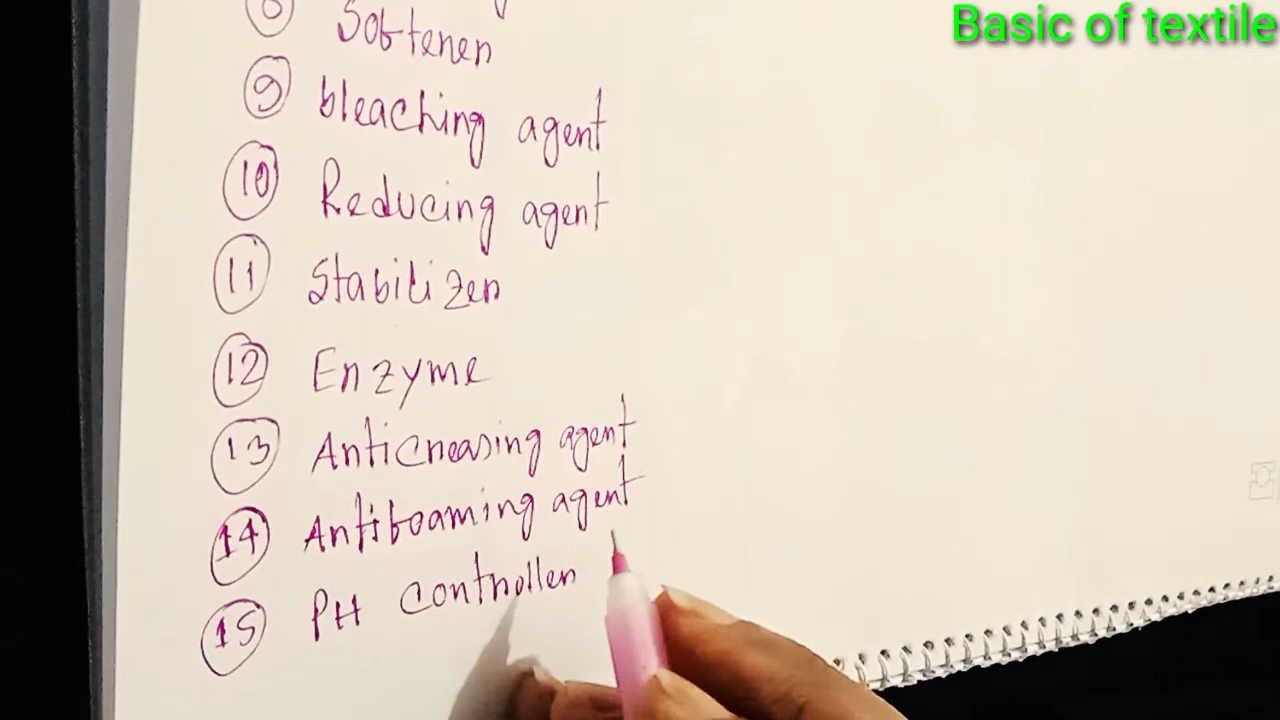 Basic of textile
8 Softener
9 bleaching agent
10 Reducing agent
11 Stabilizer
12 Enzyme
13 Anticreasing agent
14 Antifoaming agent
15 PH controller